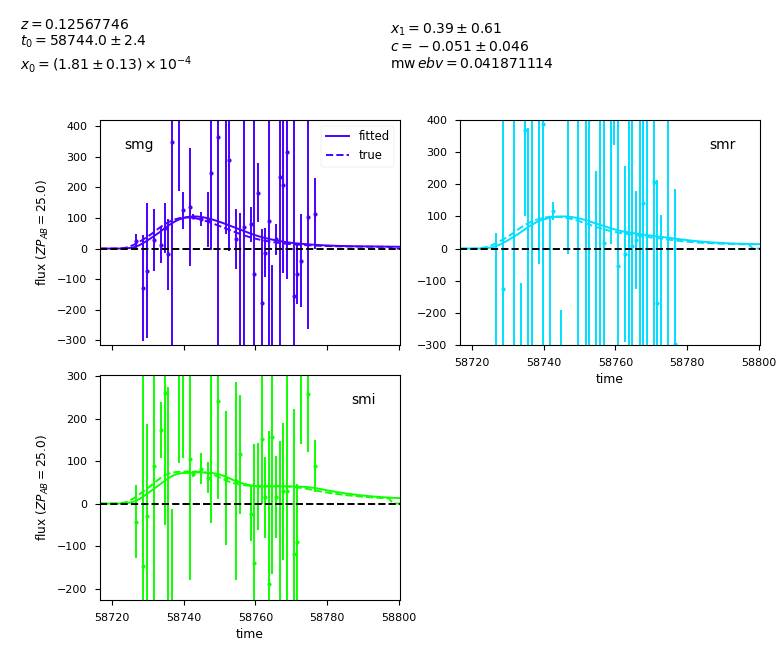 z = 0.12567746
t₀ = 58744.0 ± 2.4
x₀ = (1.81 ± 0.13) × 10⁻⁴
x₁ = 0.39 ± 0.61
c = −0.051 ± 0.046
mw ebv = 0.041871114
400
300
200
100
0
−100
−200
−300
flux (ZP_AB = 25.0)
smg
fitted
true
400
300
200
100
0
−100
−200
−300
smr
58720 58740 58760 58780 58800
time
300
200
100
0
−100
−200
flux (ZP_AB = 25.0)
smi
58720 58740 58760 58780 58800
time